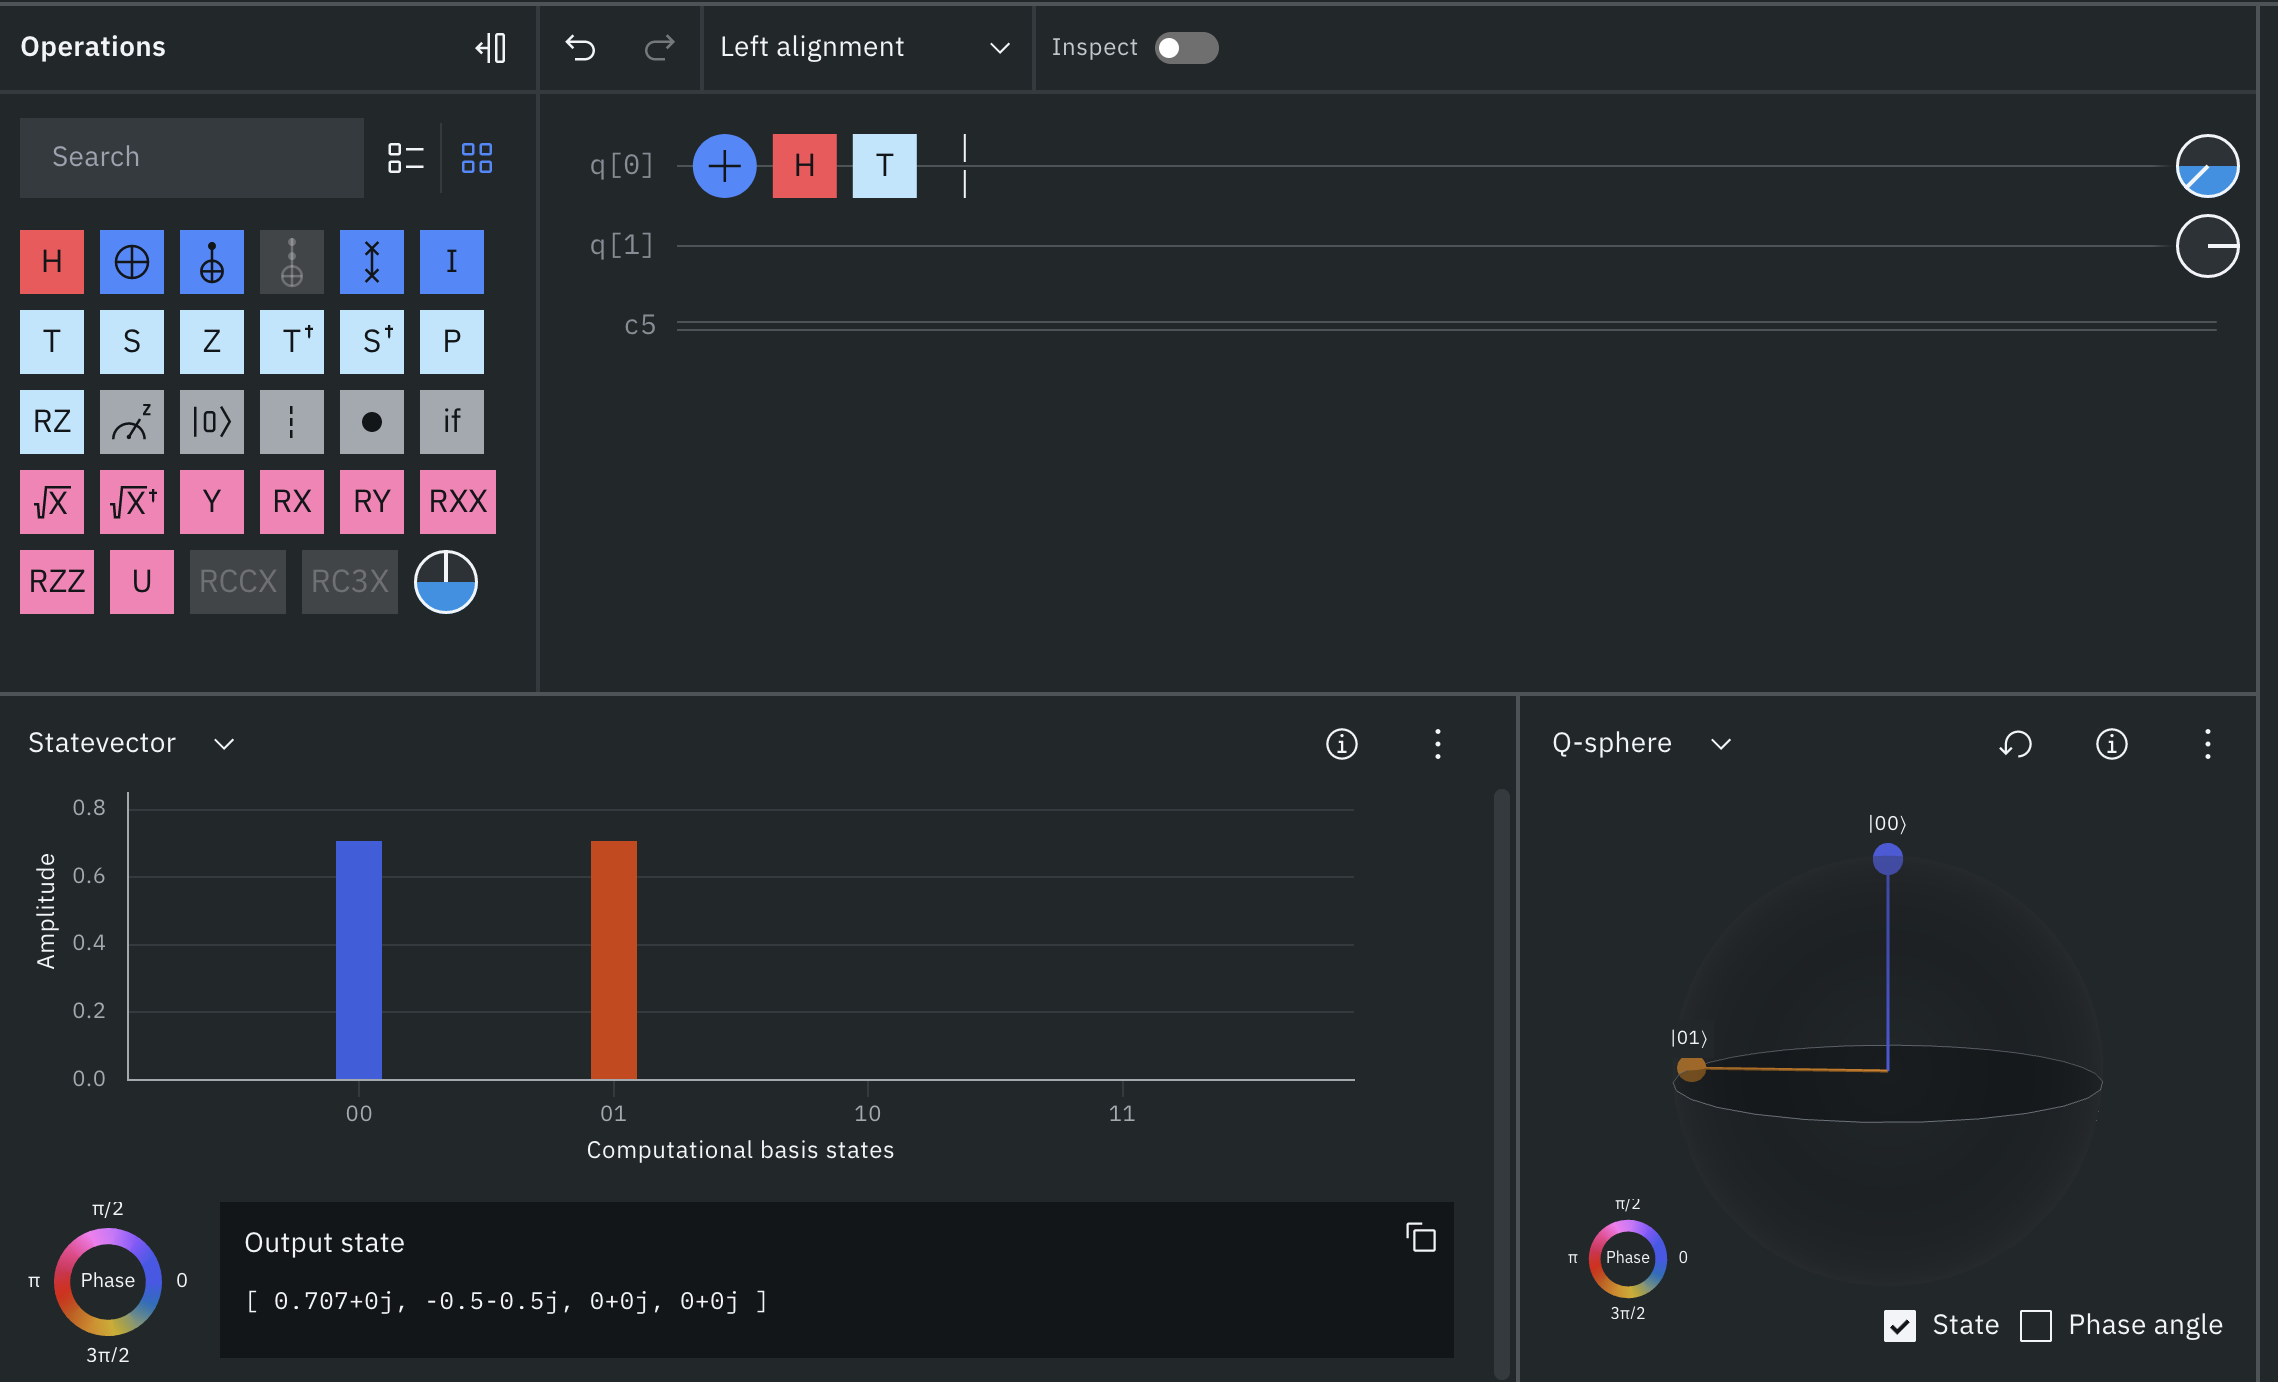 Operations
Left alignment
Inspect
Search
H I
T S Z T† S† P
RZ z |0⟩ if
√X √X† Y RX RY RXX
RZZ U RCCX RC3X
q[0] + H T
q[1]
c5
Statevector
0.8
0.6
0.4
0.2
0.0
Amplitude
00 01 10 11
Computational basis states
π/2
π Phase 0
3π/2
Output state
[ 0.707+0j, -0.5-0.5j, 0+0j, 0+0j ]
Q-sphere
|00⟩
|01⟩
π/2
π Phase 0
3π/2
State Phase angle